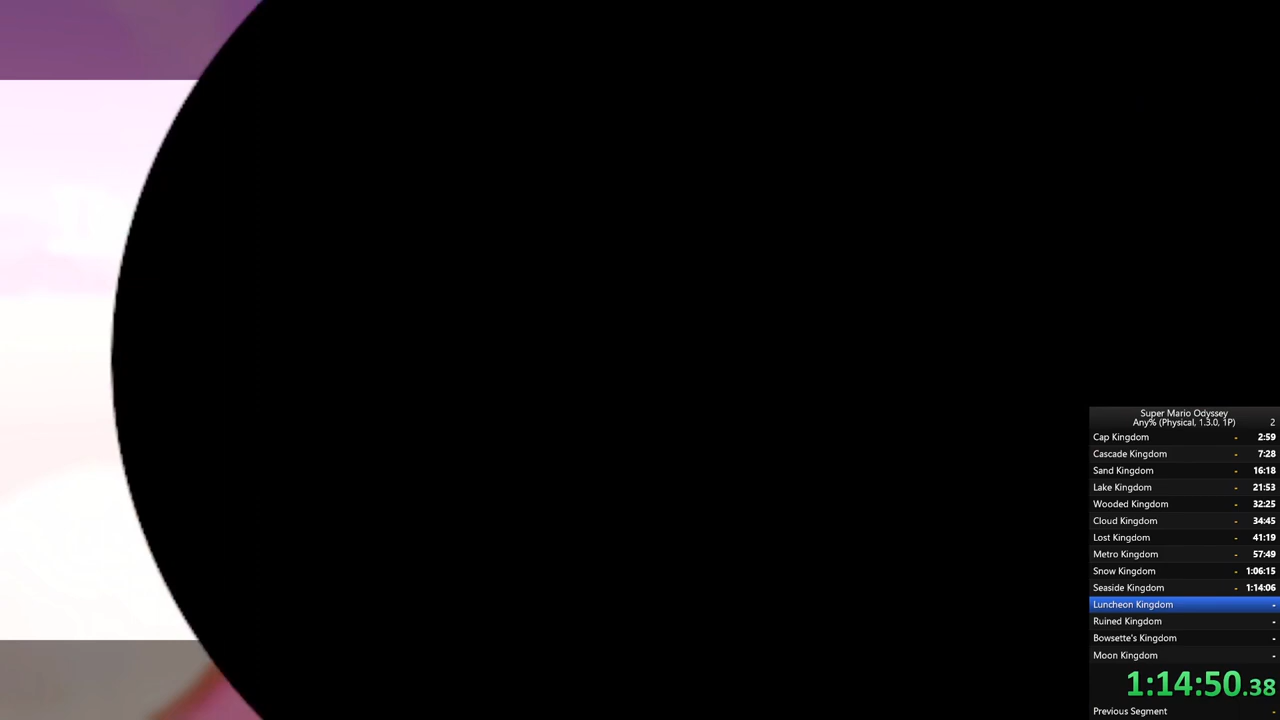 Super Mario Odyssey
Any% (Physical, 1.3.0, 1P) 2
Cap Kingdom - 2:59
Cascade Kingdom - 7:28
Sand Kingdom - 16:18
Lake Kingdom - 21:53
Wooded Kingdom - 32:25
Cloud Kingdom - 34:45
Lost Kingdom - 41:19
Metro Kingdom - 57:49
Snow Kingdom - 1:06:15
Seaside Kingdom - 1:14:06
Luncheon Kingdom -
Ruined Kingdom -
Bowsette's Kingdom -
Moon Kingdom -
1:14:50.38
Previous Segment -